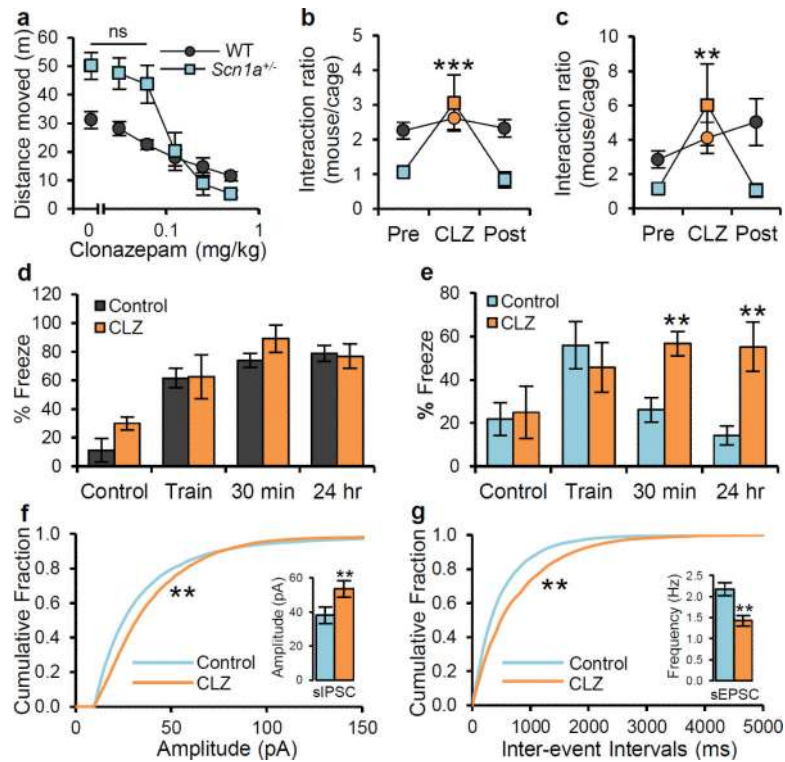 a
ns
WT
Scn1a+/-
Distance moved (m)
60
50
40
30
20
10
0
0
0.1
1
Clonazepam (mg/kg)
b
***
Interaction ratio
(mouse/cage)
5
4
3
2
1
0
Pre CLZ Post
c
**
Interaction ratio
(mouse/cage)
10
8
6
4
2
0
Pre CLZ Post
d
Control
CLZ
% Freeze
120
100
80
60
40
20
0
Control Train 30 min 24 hr
e
Control
CLZ
** **
% Freeze
80
60
40
20
0
Control Train 30 min 24 hr
f
Cumulative Fraction
1.0
0.8
0.6
0.4
0.2
0.0
**
Control
CLZ
Amplitude (pA)
60
40
20
0
**
sIPSC
0 50 100 150
Amplitude (pA)
g
Cumulative Fraction
1.0
0.8
0.6
0.4
0.2
0.0
**
Control
CLZ
Frequency (Hz)
2.5
2.0
1.5
1.0
0.5
0.0
**
sEPSC
0 1000 2000 3000 4000 5000
Inter-event Intervals (ms)